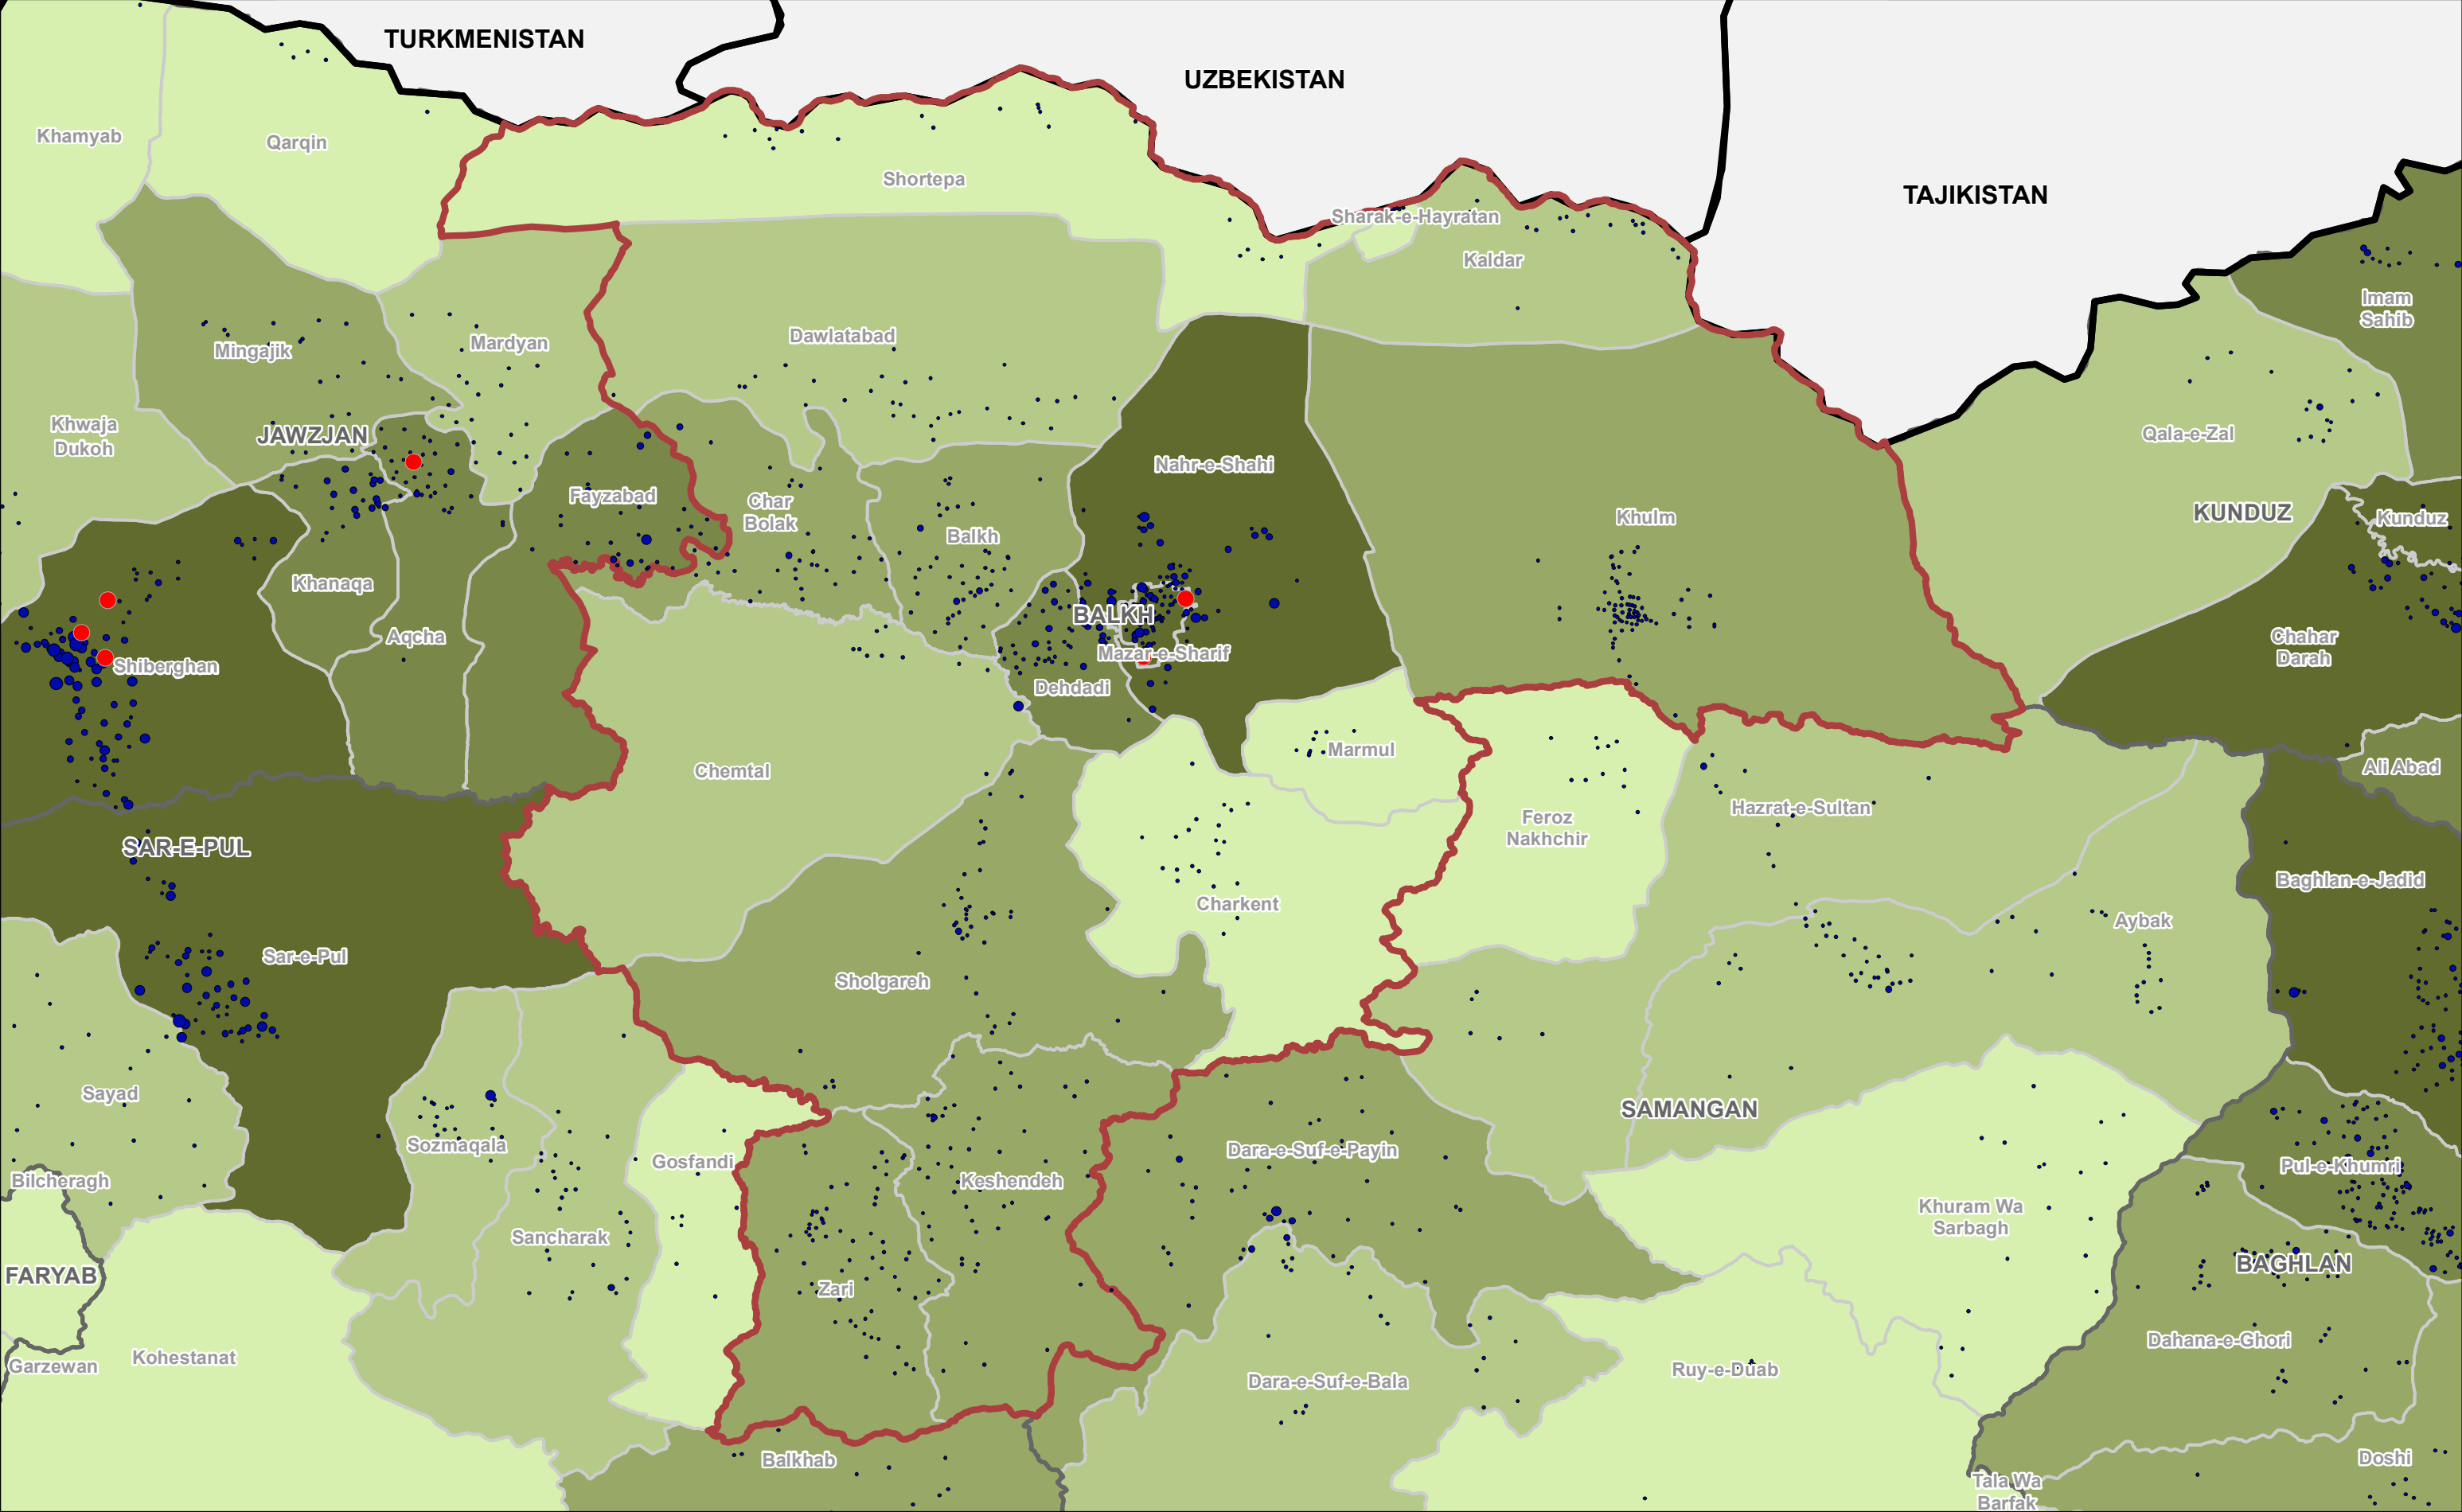 TURKMENISTAN
UZBEKISTAN
Khamyab
Qarqin
Shortepa
TAJIKISTAN
Sharak-e-Hayratan
Kaldar
Imam
Sahib
Mingajik
Mardyan
Dawlatabad
Khwaja
Dukoh
JAWZJAN
Qala-e-Zal
Nahr-e-Shahi
Fayzabad
Char
Bolak
Balkh
Khulm
KUNDUZ
Kunduz
Khanaqa
BALKH
Aqcha
Shiberghan
Mazar-e-Sharif
Dehdadi
Chahar
Darah
Marmul
Chemtal
Ali Abad
Hazrat-e-Sultan
Feroz
Nakhchir
SAR-E-PUL
Baghlan-e-Jadid
Charkent
Aybak
Sar-e-Pul
Sholgareh
Sayad
SAMANGAN
Sozmaqala
Gosfandi
Dara-e-Suf-e-Payin
Pul-e-Khumri
Bilcheragh
Keshendeh
Khuram Wa
Sarbagh
Sancharak
FARYAB
Zari
BAGHLAN
Dahana-e-Ghori
Garzewan
Kohestanat
Ruy-e-Duab
Dara-e-Suf-e-Bala
Balkhab
Doshi
Tala Wa
Barfak